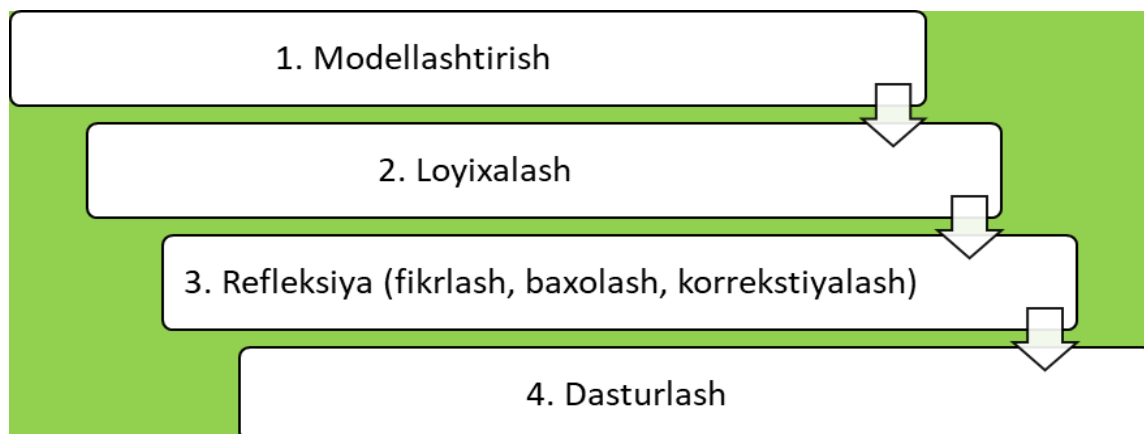 1. Modellashtirish
2. Loyixalash
3. Refleksiya (fikrlash, baxolash, korrekstiyalash)
4. Dasturlash